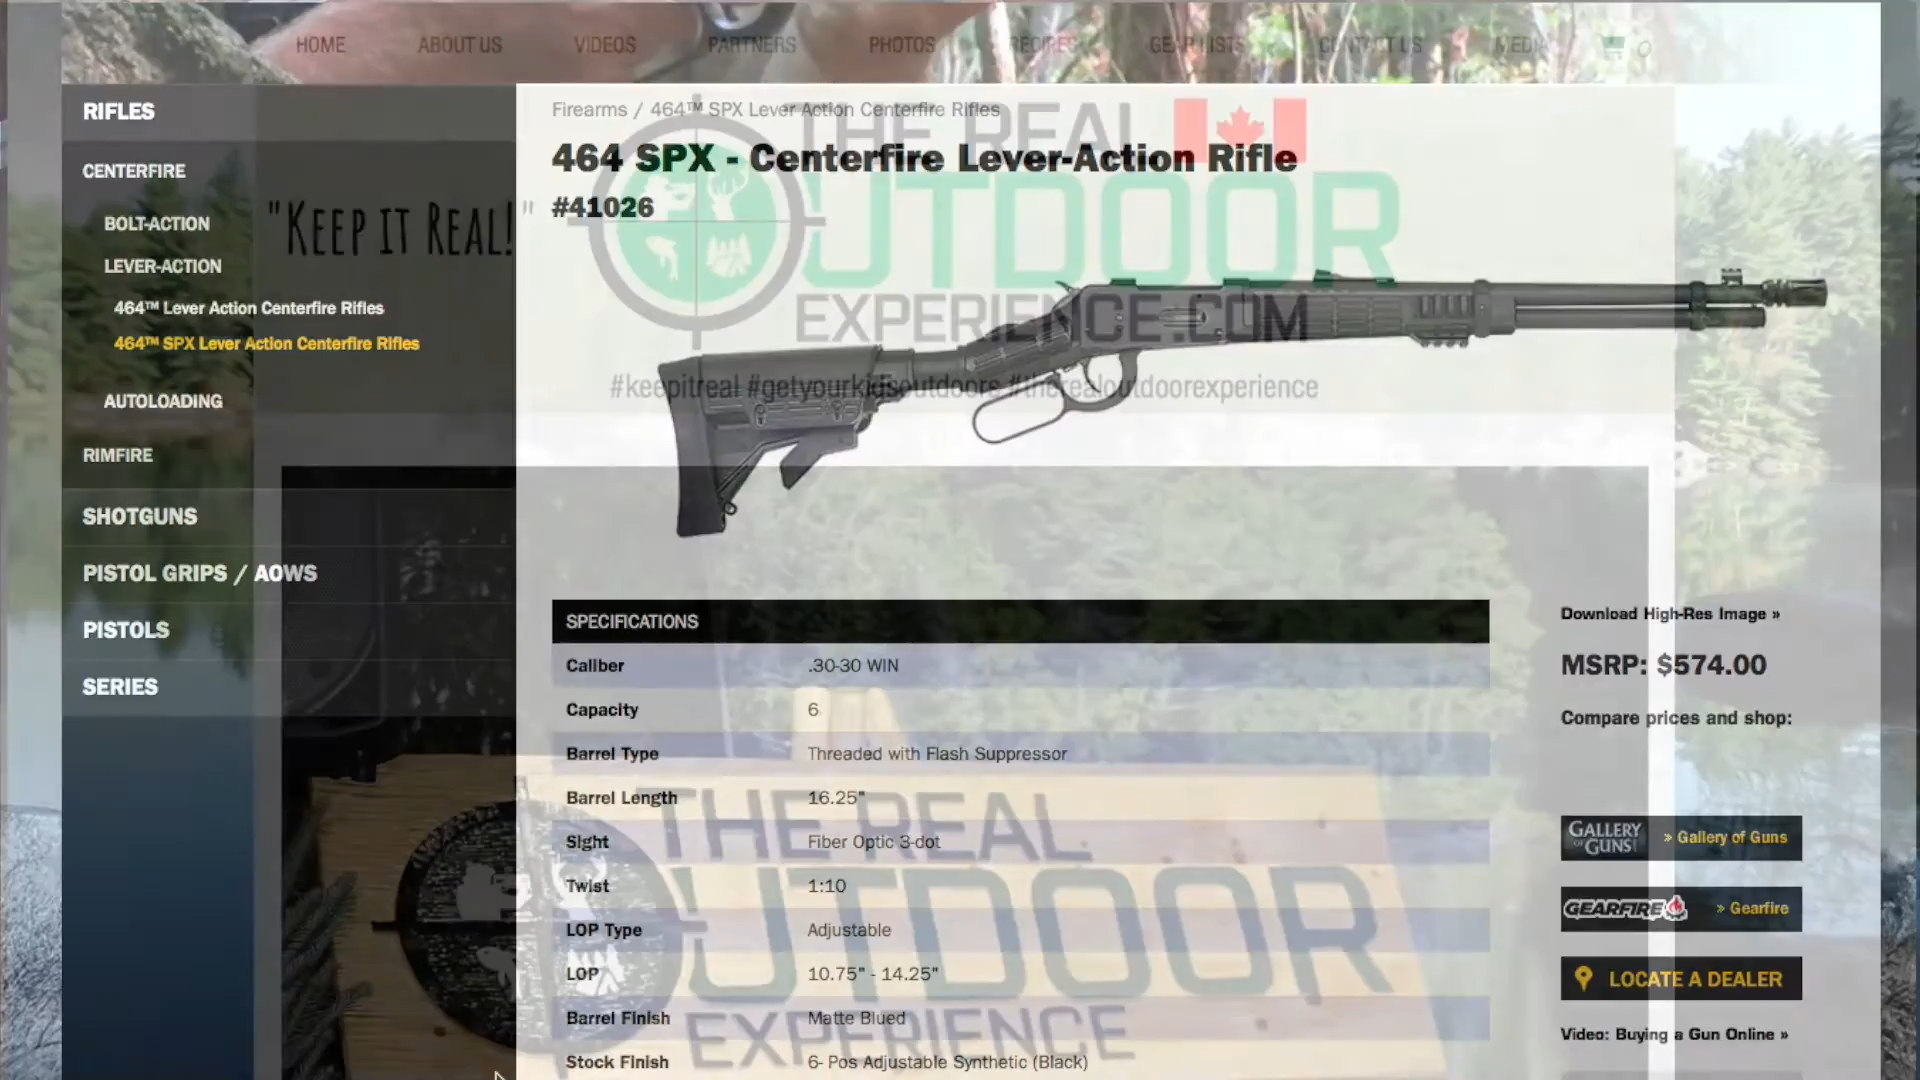 HOME ABOUT US VIDEOS PARTNERS PHOTOS RECIPES GEAR LISTS CONTACT US MEDIA 0
RIFLES
CENTERFIRE
BOLT-ACTION
LEVER-ACTION
464™ Lever Action Centerfire Rifles
464™ SPX Lever Action Centerfire Rifles
AUTOLOADING
RIMFIRE
SHOTGUNS
PISTOL GRIPS / AOWS
PISTOLS
SERIES
"KEEP IT REAL!"
Firearms / 464™ SPX Lever Action Centerfire Rifles
464 SPX - Centerfire Lever-Action Rifle
#41026
THE REAL
OUTDOOR
EXPERIENCE.COM
#keepitreal #getyourkidsoutdoors #therealoutdoorexperience
SPECIFICATIONS
Caliber .30-30 WIN
Capacity 6
Barrel Type Threaded with Flash Suppressor
Barrel Length 16.25"
Sight Fiber Optic 3-dot
Twist 1:10
LOP Type Adjustable
LOP 10.75" - 14.25"
Barrel Finish Matte Blued
Stock Finish 6- Pos Adjustable Synthetic (Black)
Download High-Res Image »
MSRP: $574.00
Compare prices and shop:
GALLERY OF GUNS » Gallery of Guns
GEARFIRE » Gearfire
LOCATE A DEALER
Video: Buying a Gun Online »
THE REAL
OUTDOOR
EXPERIENCE